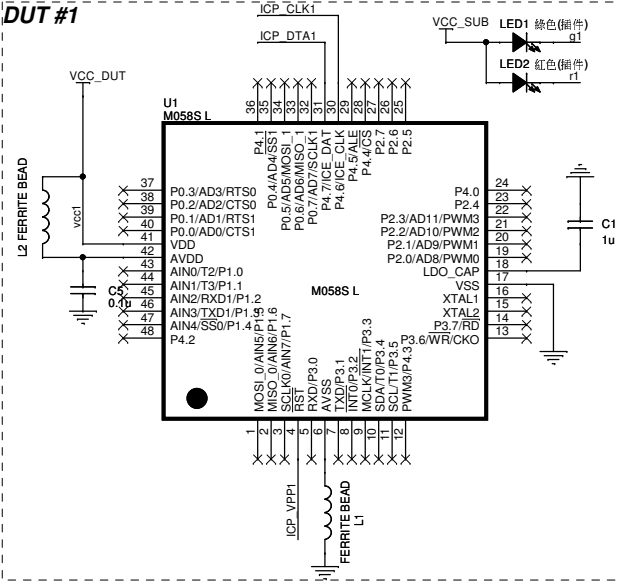 DUT #1
ICP_CLK1
ICP_DTA1
VCC_SUB
LED1 綠色(插件)
g1
LED2 紅色(插件)
r1
VCC_DUT
U1
M058S L
36
35
34
33
32
31
30
29
28
27
26
25
P4.1
P0.4/AD4/SS1
P0.5/AD5/MOSI_1
P0.6/AD6/MISO_1
P0.7/AD7/SCLK1
P4.7/ICE_DAT
P4.6/ICE_CLK
P4.5/ALE
P4.4/CS
P2.7
P2.6
P2.5
L2 FERRITE BEAD
vcc1
37 P0.3/AD3/RTS0
38 P0.2/AD2/CTS0
39 P0.1/AD1/RTS1
40 P0.0/AD0/CTS1
41 VDD
42 AVDD
43 AIN0/T2/P1.0
44 AIN1/T3/P1.1
45 AIN2/RXD1/P1.2
46 AIN3/TXD1/P1.3
47 AIN4/SS0/P1.4
48 P4.2
C5
0.1u
M058S L
P4.0 24
P2.4 23
P2.3/AD11/PWM3 22
P2.2/AD10/PWM2 21
P2.1/AD9/PWM1 20
P2.0/AD8/PWM0 19
LDO_CAP 18
VSS 17
XTAL1 16
XTAL2 15
P3.7/RD 14
P3.6/WR/CKO 13
C1
1u
MOSI_0/AIN5/P1.5
MISO_0/AIN6/P1.6
SCLK0/AIN7/P1.7
RST
RXD/P3.0
AVSS
TXD/P3.1
INT0/P3.2
MCLK/INT1/P3.3
SDA/T0/P3.4
SCL/T1/P3.5
PWM3/P4.3
1
2
3
4
5
6
7
8
9
10
11
12
ICP_VPP1
FERRITE BEAD
L1